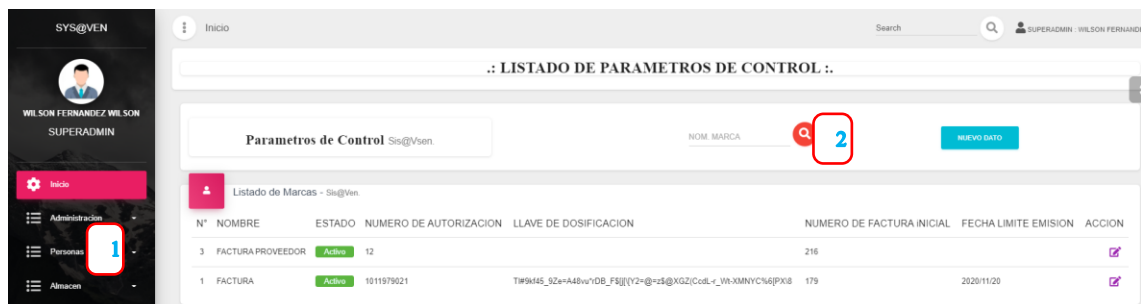 SYS@VEN
Inicio
Search
SUPERADMIN : WILSON FERNANDE
.: LISTADO DE PARAMETROS DE CONTROL :.
WILSON FERNANDEZ WILSON
SUPERADMIN
Parametros de Control Sis@Vsen.
NOM. MARCA
2
NUEVO DATO
Inicio
Listado de Marcas - Sis@Ven.
Administracion
Personas
1
Almacen
N° NOMBRE ESTADO NUMERO DE AUTORIZACION LLAVE DE DOSIFICACION NUMERO DE FACTURA iNICIAL FECHA LIMITE EMISION ACCION
3 FACTURA PROVEEDOR Activo 12 216
1 FACTURA Activo 1011979021 179 2020/11/20